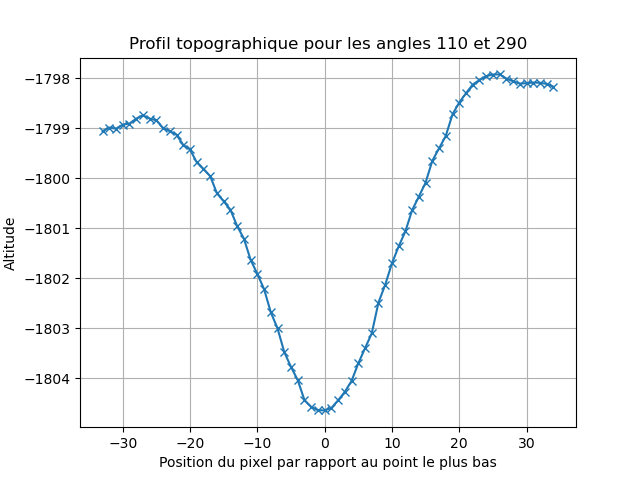 Profil topographique pour les angles 110 et 290
−1798
−1799
−1800
−1801
−1802
−1803
−1804
Altitude
−30 −20 −10 0 10 20 30
Position du pixel par rapport au point le plus bas